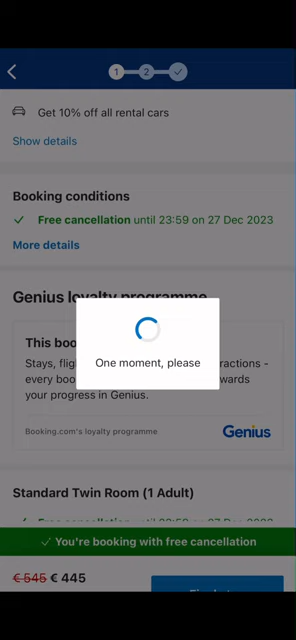 1 2
Get 10% off all rental cars
Show details
Booking conditions
Free cancellation until 23:59 on 27 Dec 2023
More details
Genius loyalty programme
This boo
Stays, flig ractions -
every boo wards
your progress in Genius.
One moment, please
Booking.com's loyalty programme
Genius
Standard Twin Room (1 Adult)
You're booking with free cancellation
€ 545 € 445